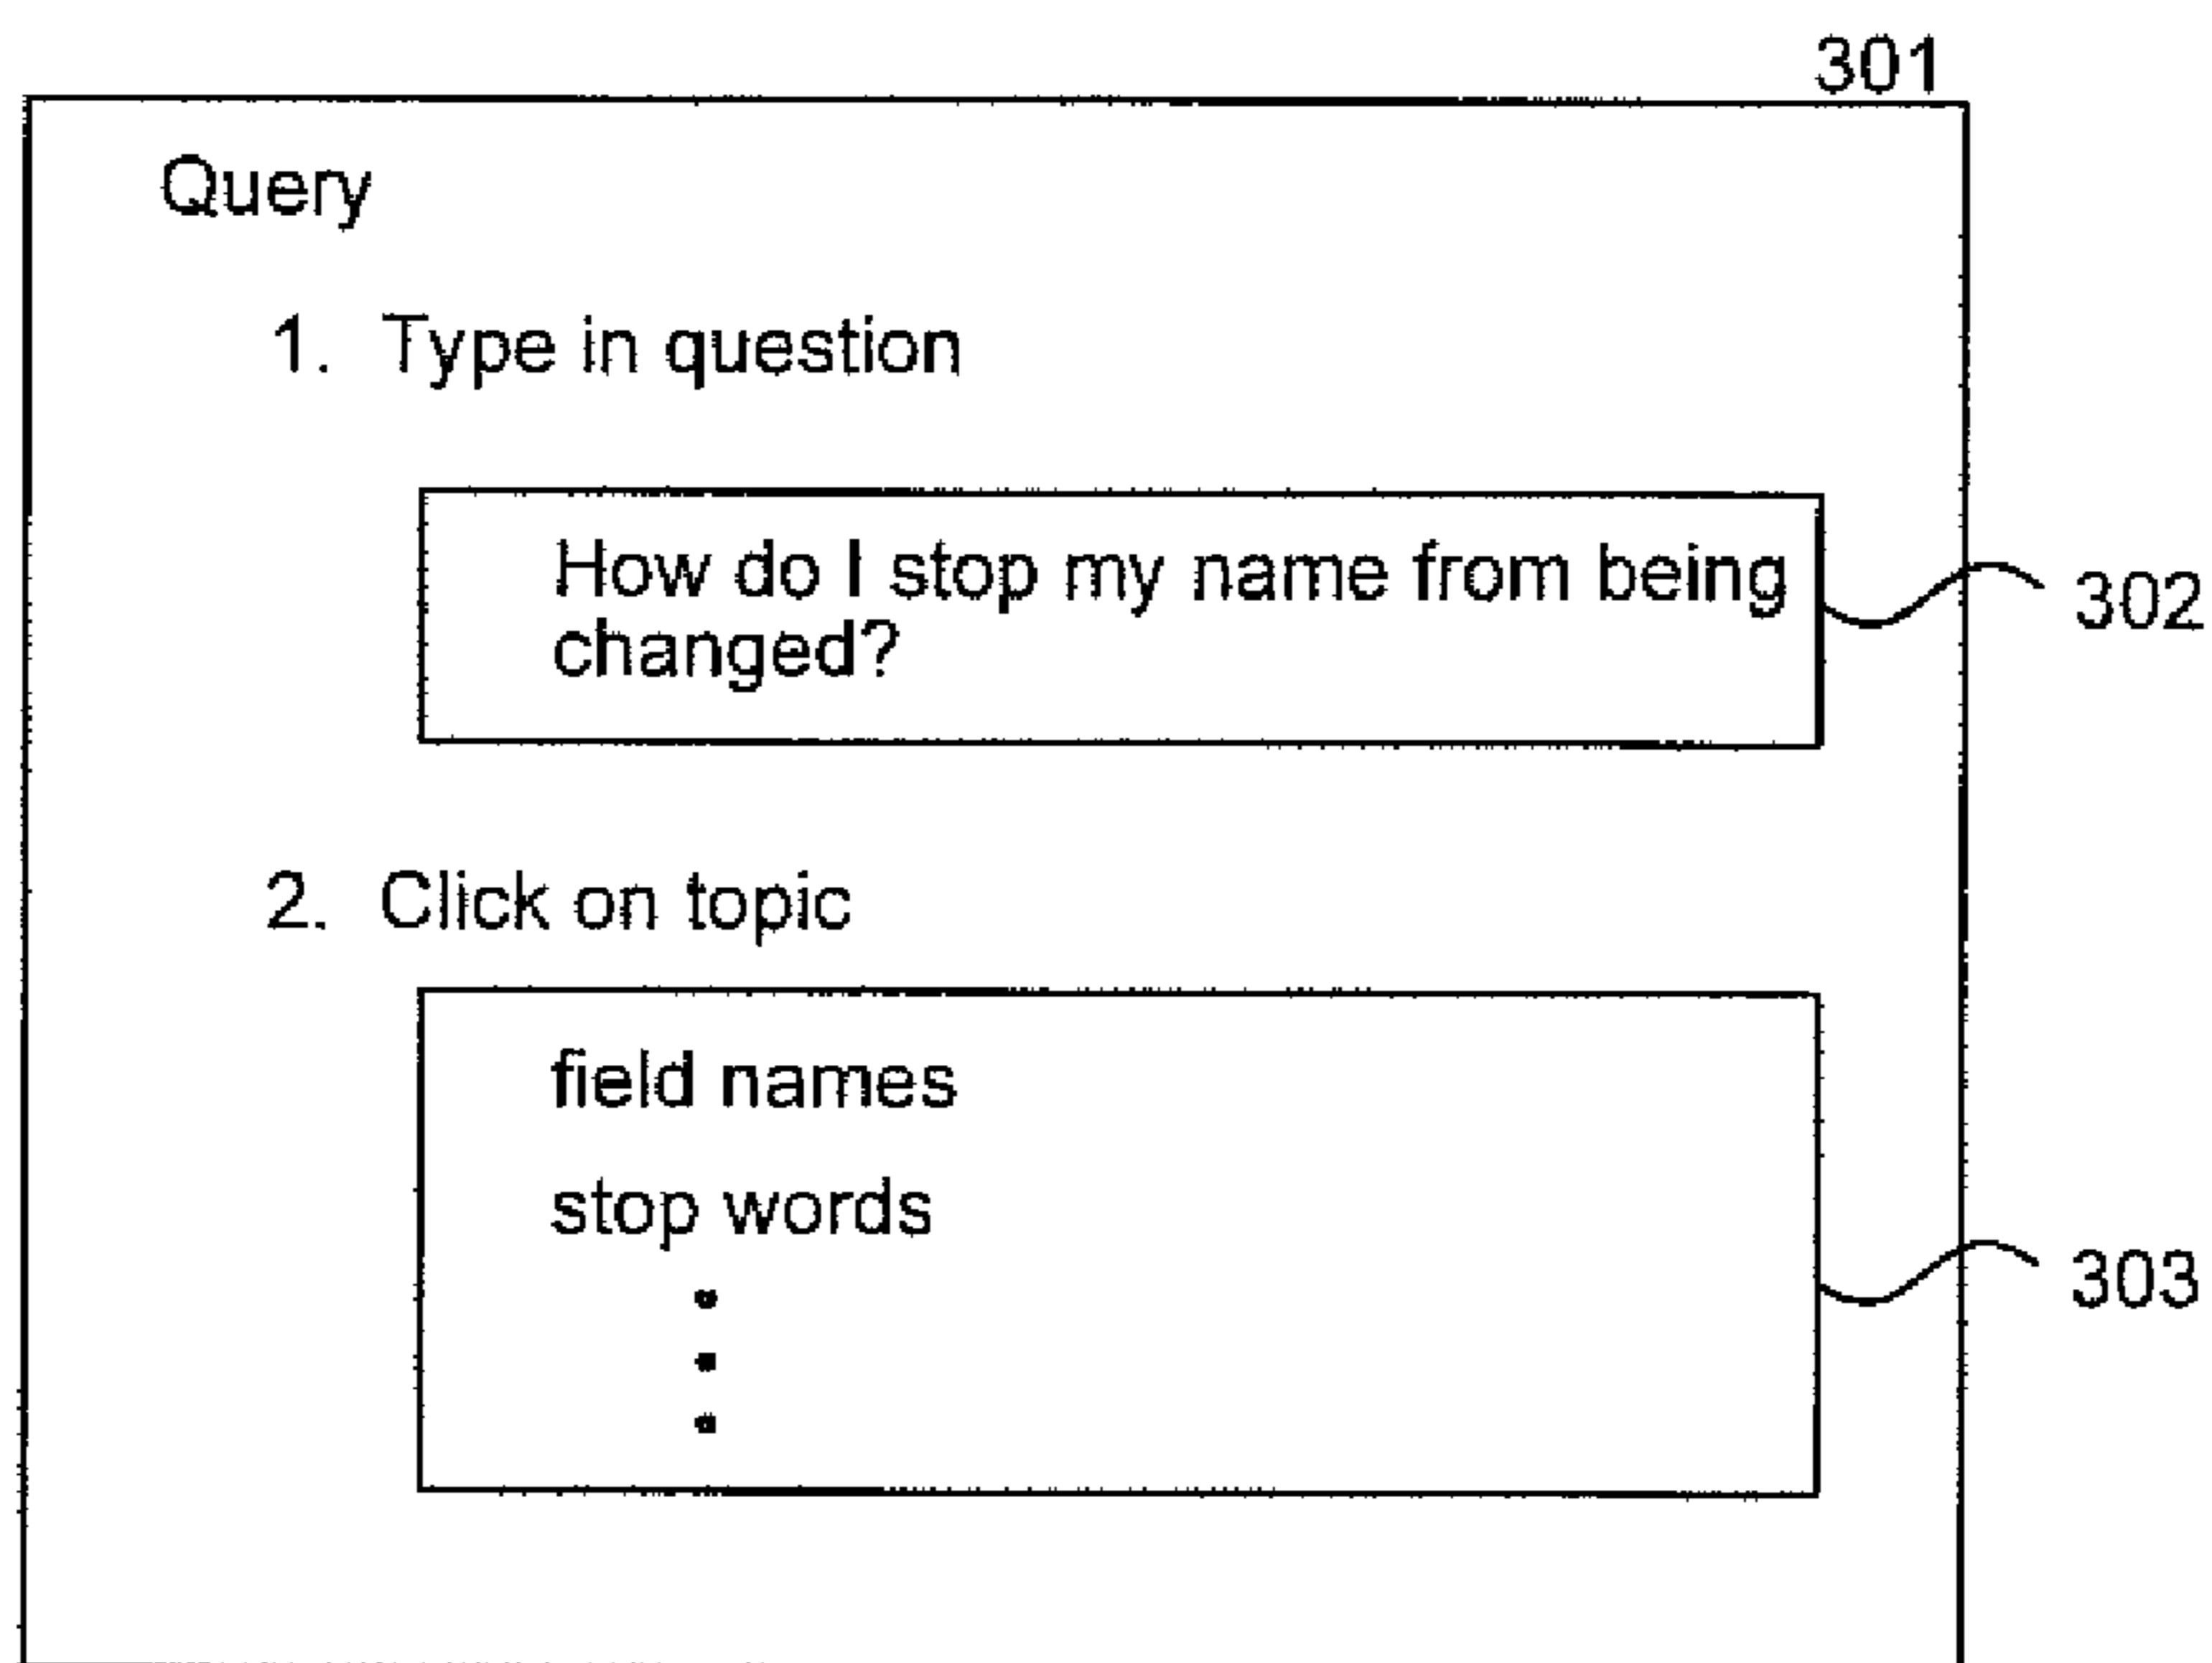 301
Query
1. Type in question
How do I stop my name from being
changed?
302
2. Click on topic
field names
stop words
303